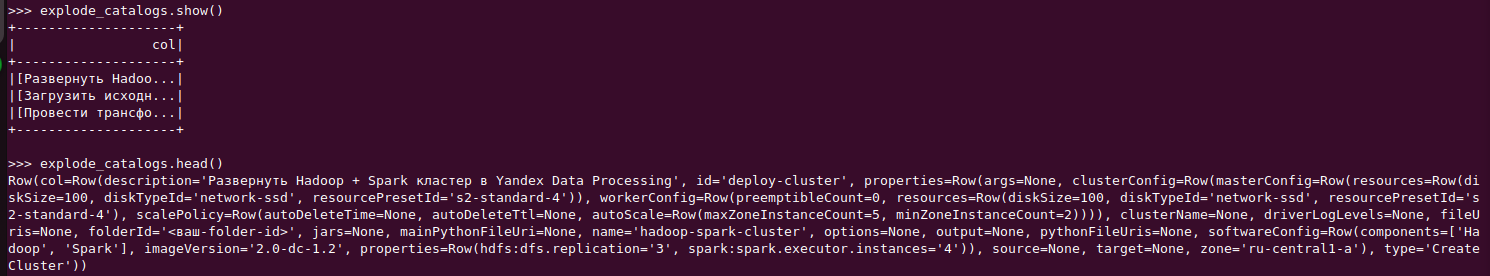 >>> explode_catalogs.show()
+--------------------+
|                 col|
+--------------------+
|[Развернуть Hadoo...|
|[Загрузить исходн...|
|[Провести трансфо...|
+--------------------+
>>> explode_catalogs.head()
Row(col=Row(description='Развернуть Hadoop + Spark кластер в Yandex Data Processing', id='deploy-cluster', properties=Row(args=None, clusterConfig=Row(masterConfig=Row(resources=Row(di
skSize=100, diskTypeId='network-ssd', resourcePresetId='s2-standard-4')), workerConfig=Row(preemptibleCount=0, resources=Row(diskSize=100, diskTypeId='network-ssd', resourcePresetId='s
2-standard-4'), scalePolicy=Row(autoDeleteTime=None, autoDeleteTtl=None, autoScale=Row(maxZoneInstanceCount=5, minZoneInstanceCount=2)))), clusterName=None, driverLogLevels=None, fileU
ris=None, folderId='<ваш-folder-id>', jars=None, mainPythonFileUri=None, name='hadoop-spark-cluster', options=None, output=None, pythonFileUris=None, softwareConfig=Row(components=['Ha
doop', 'Spark'], imageVersion='2.0-dc-1.2', properties=Row(hdfs:dfs.replication='3', spark:spark.executor.instances='4')), source=None, target=None, zone='ru-central1-a'), type='Create
Cluster'))